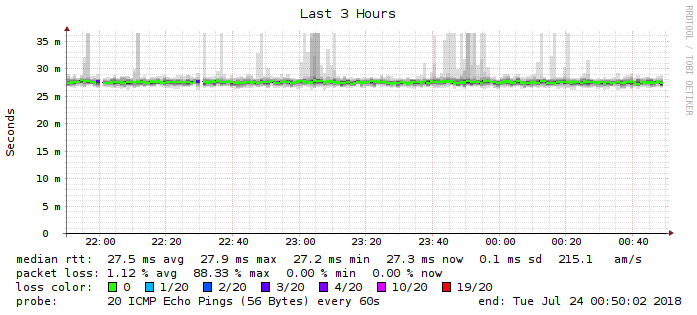 Last 3 Hours
RRDTOOL / TOBI OETIKER
Seconds
35 m
30 m
25 m
20 m
15 m
10 m
5 m
0
22:00 22:20 22:40 23:00 23:20 23:40 00:00 00:20 00:40
median rtt: 27.5 ms avg 27.9 ms max 27.2 ms min 27.3 ms now 0.1 ms sd 215.1 am/s
packet loss: 1.12 % avg 88.33 % max 0.00 % min 0.00 % now
loss color: 0 1/20 2/20 3/20 4/20 10/20 19/20
probe: 20 ICMP Echo Pings (56 Bytes) every 60s end: Tue Jul 24 00:50:02 2018